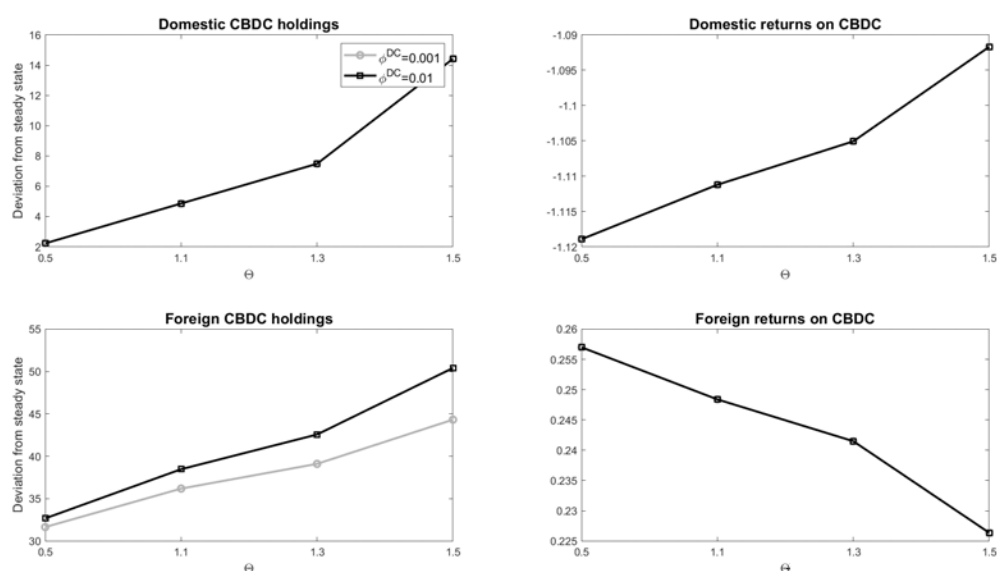 Domestic CBDC holdings
Deviation from steady state
16
14
12
10
8
6
4
2
0.5 1.1 1.3 1.5
Θ
ϕ^DC=0.001
ϕ^DC=0.01
Domestic returns on CBDC
-1.09
-1.095
-1.1
-1.105
-1.11
-1.115
-1.12
0.5 1.1 1.3 1.5
Θ
Foreign CBDC holdings
Deviation from steady state
55
50
45
40
35
30
0.5 1.1 1.3 1.5
Θ
Foreign returns on CBDC
0.26
0.255
0.25
0.245
0.24
0.235
0.23
0.225
0.5 1.1 1.3 1.5
Θ